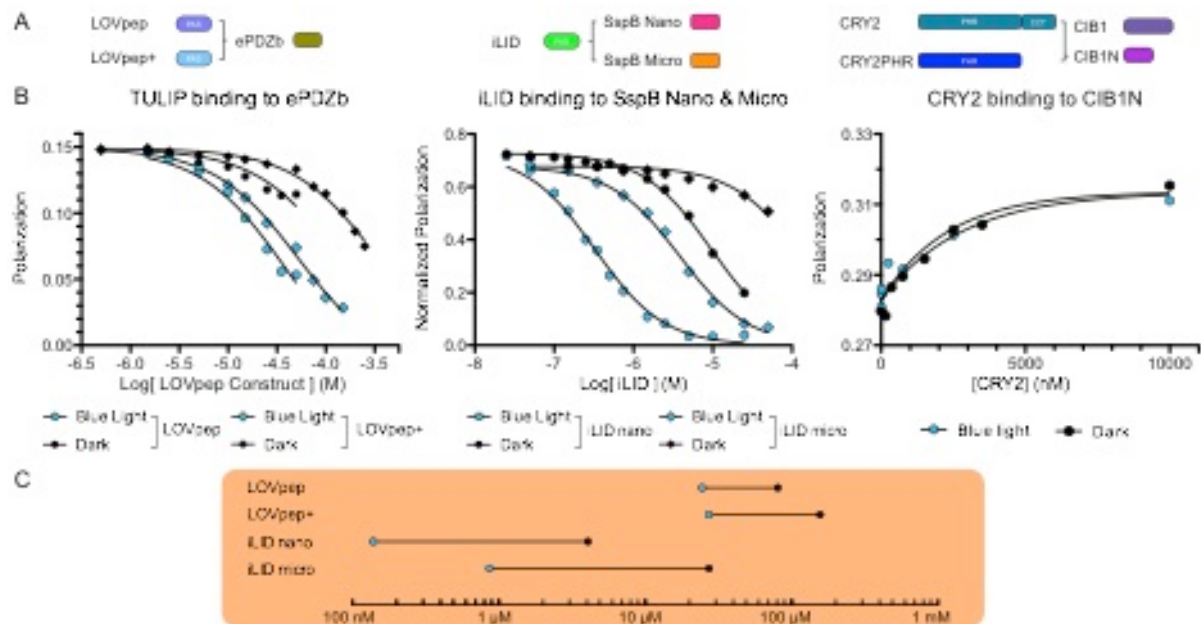 A
LOVpep
LOVpep+
ePDZb
iLID
SspB Nano
SspB Micro
CRY2
CRY2PHR
CIB1
CIB1N
B
TULIP binding to ePDZb
iLID binding to SspB Nano & Micro
CRY2 binding to CIB1N
Polarization
0.15
0.10
0.05
0.00
-6.5 -6.0 -5.5 -5.0 -4.5 -4.0 -3.5
Log[ LOVpep Construct ] (M)
Normalized Polarization
0.8
0.6
0.4
0.2
0.0
-8 -7 -6 -5 -4
Log[ iLID ] (M)
Polarization
0.33
0.31
0.29
0.27
0 5000 10000
[CRY2] (nM)
Blue Light
Dark
LOVpep
Blue Light
Dark
LOVpep+
Blue Light
Dark
iLID nano
Blue Light
Dark
iLID micro
Blue light
Dark
C
LOVpep
LOVpep+
iLID nano
iLID micro
100 nM 1 µM 10 µM 100 µM 1 mM